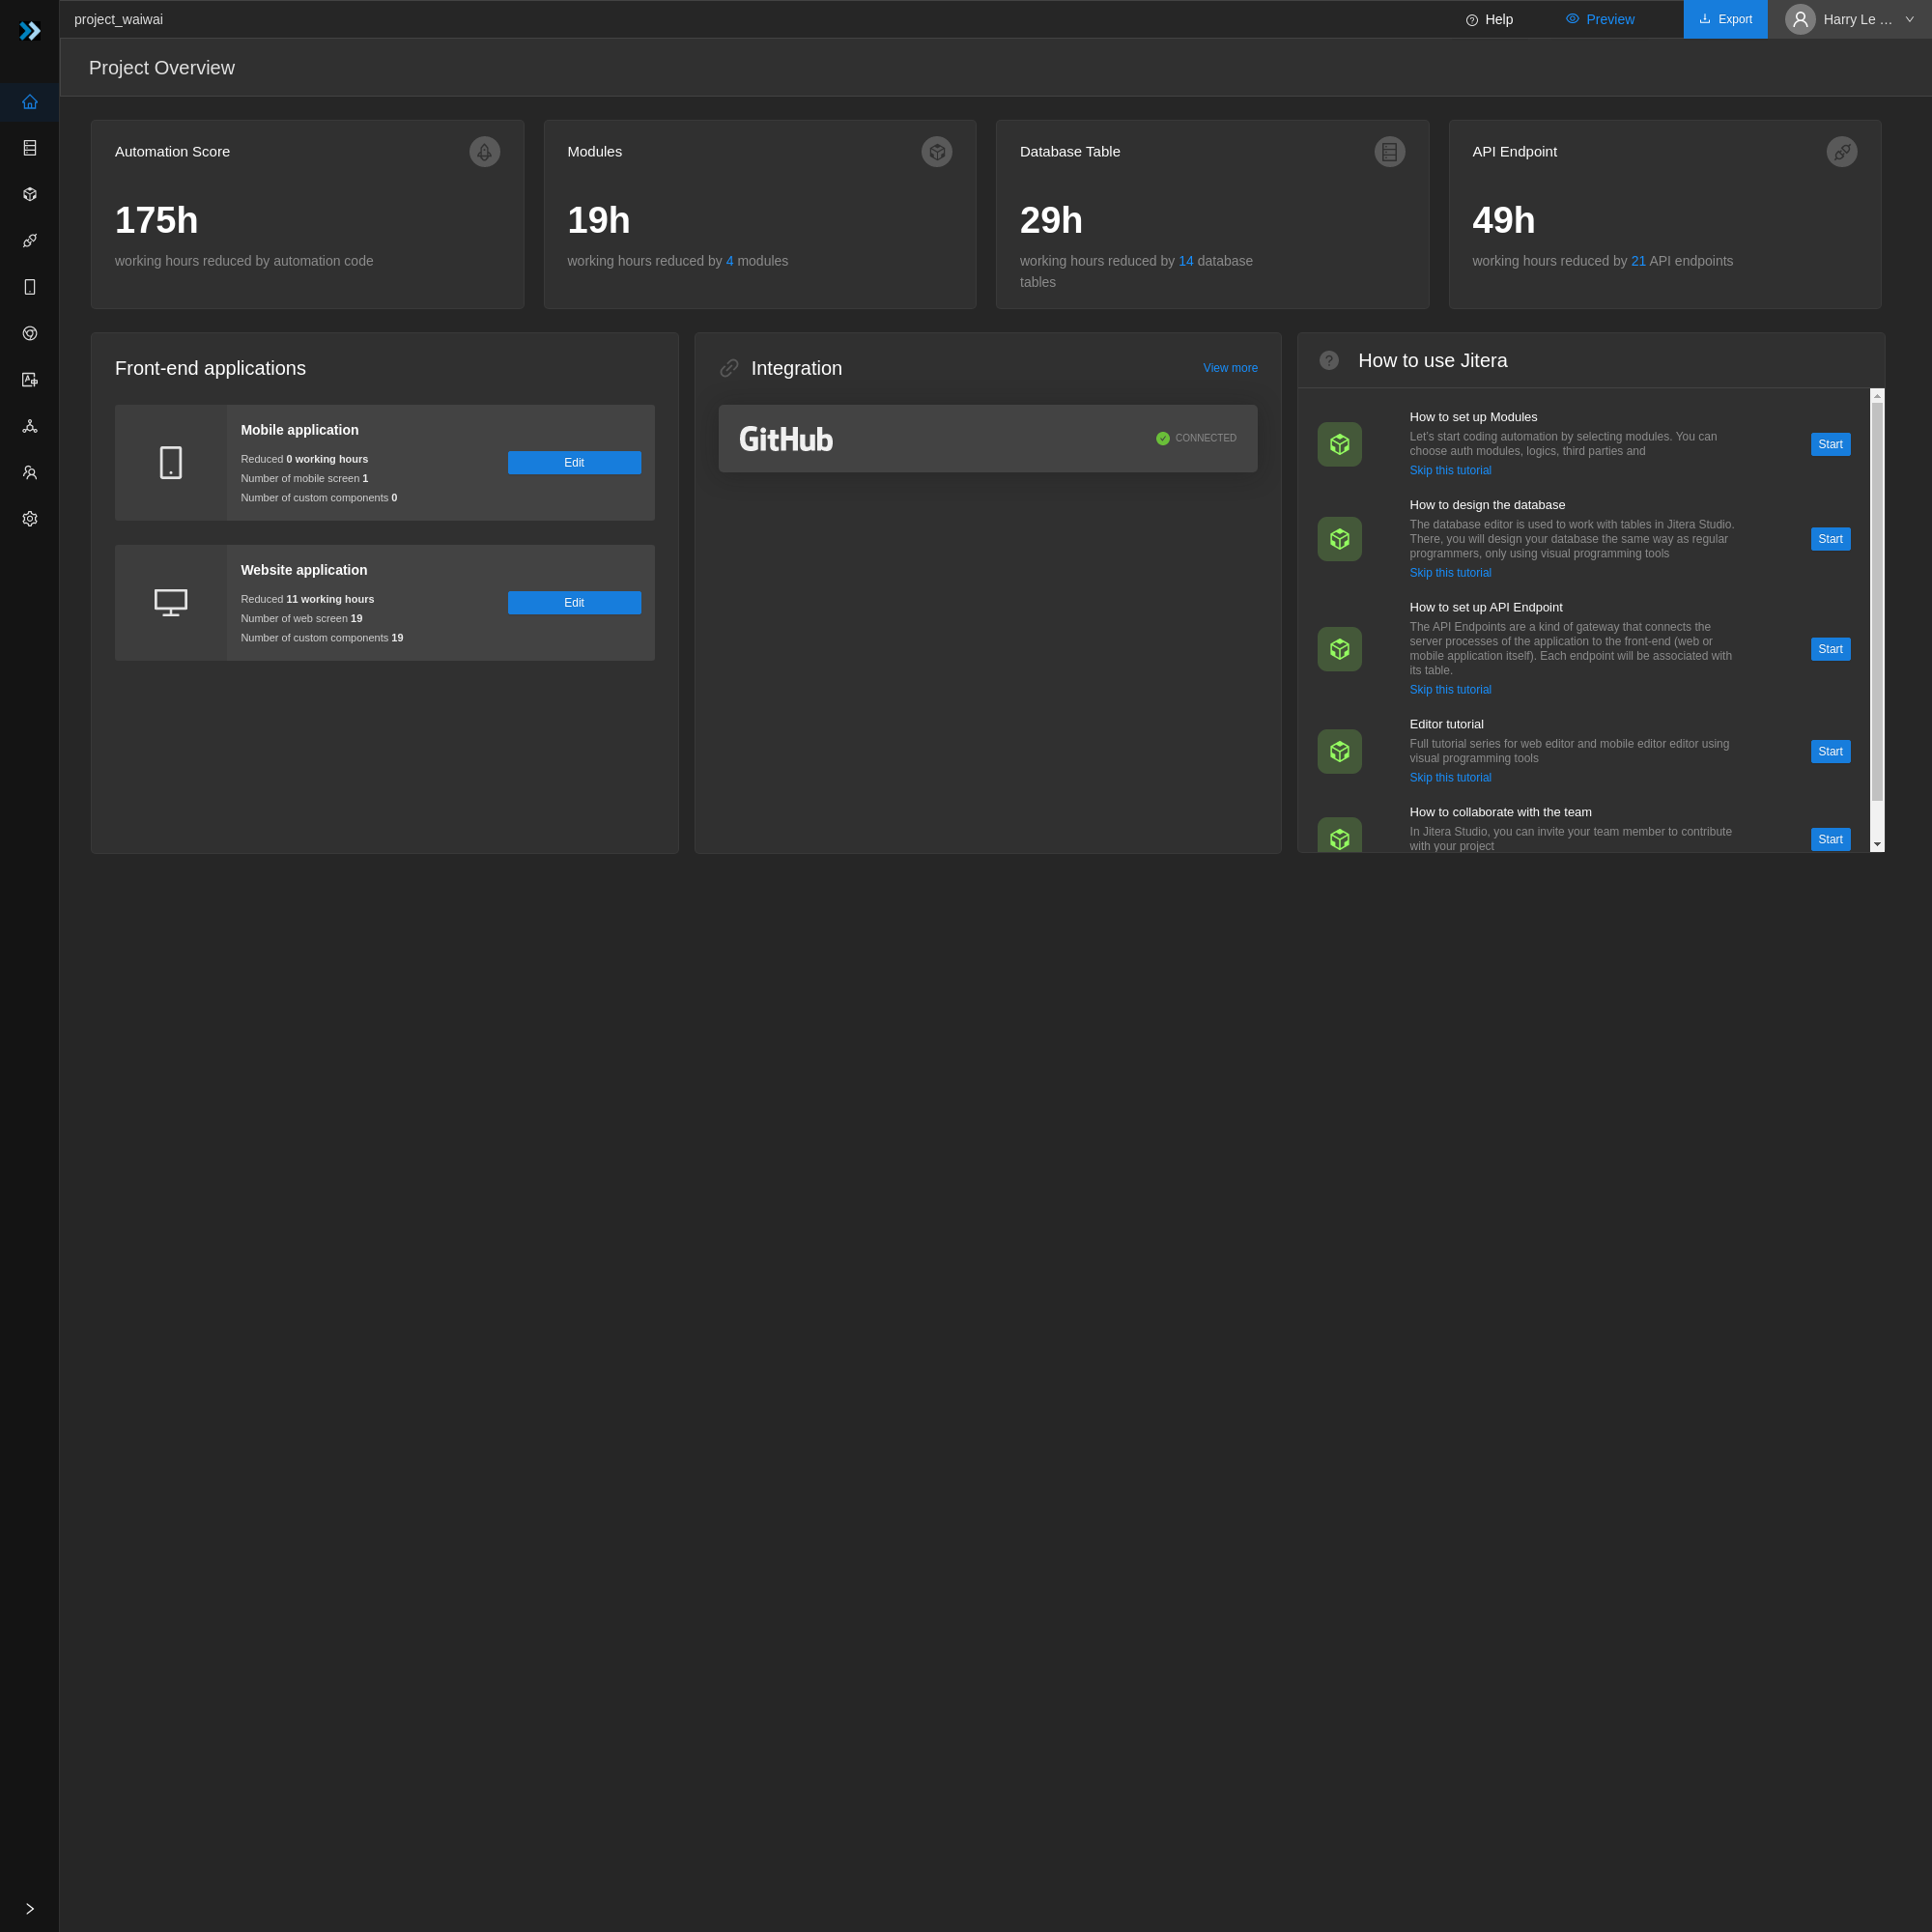 project_waiwai
Help
Preview
Export
Harry Le ...
Project Overview
Automation Score
175h
working hours reduced by automation code
Modules
19h
working hours reduced by 4 modules
Database Table
29h
working hours reduced by 14 database
tables
API Endpoint
49h
working hours reduced by 21 API endpoints
Front-end applications
Mobile application
Reduced 0 working hours
Number of mobile screen 1
Number of custom components 0
Edit
Website application
Reduced 11 working hours
Number of web screen 19
Number of custom components 19
Edit
Integration
View more
GitHub
CONNECTED
How to use Jitera
How to set up Modules
Let's start coding automation by selecting modules. You can
choose auth modules, logics, third parties and
Skip this tutorial
Start
How to design the database
The database editor is used to work with tables in Jitera Studio.
There, you will design your database the same way as regular
programmers, only using visual programming tools
Skip this tutorial
Start
How to set up API Endpoint
The API Endpoints are a kind of gateway that connects the
server processes of the application to the front-end (web or
mobile application itself). Each endpoint will be associated with
its table.
Skip this tutorial
Start
Editor tutorial
Full tutorial series for web editor and mobile editor editor using
visual programming tools
Skip this tutorial
Start
How to collaborate with the team
In Jitera Studio, you can invite your team member to contribute
with your project
Start